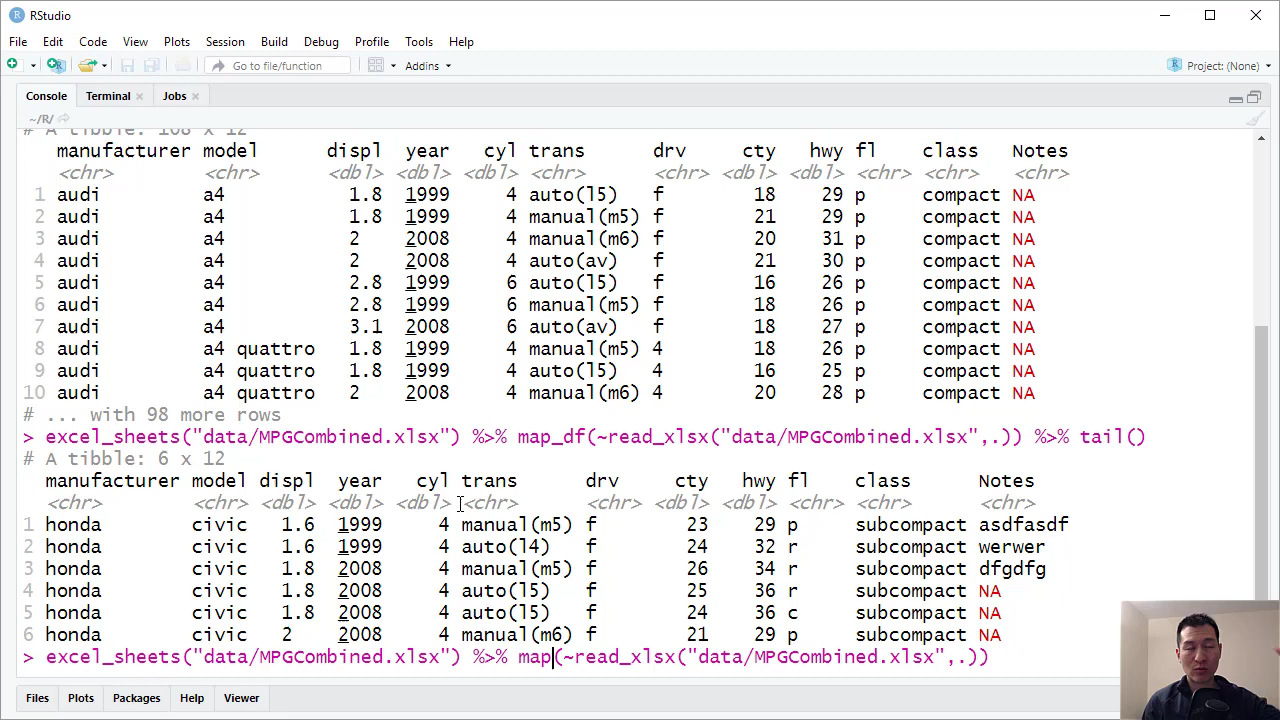 RStudio
File Edit Code View Plots Session Build Debug Profile Tools Help
Go to file/function Addins Project: (None)
Console Terminal Jobs
~/R/
# A tibble: 108 x 12
manufacturer model displ year cyl trans drv cty hwy fl class Notes
<chr> <chr> <dbl> <dbl> <dbl> <chr> <chr> <dbl> <dbl> <chr> <chr> <chr>
1 audi a4 1.8 1999 4 auto(l5) f 18 29 p compact NA
2 audi a4 1.8 1999 4 manual(m5) f 21 29 p compact NA
3 audi a4 2 2008 4 manual(m6) f 20 31 p compact NA
4 audi a4 2 2008 4 auto(av) f 21 30 p compact NA
5 audi a4 2.8 1999 6 auto(l5) f 16 26 p compact NA
6 audi a4 2.8 1999 6 manual(m5) f 18 26 p compact NA
7 audi a4 3.1 2008 6 auto(av) f 18 27 p compact NA
8 audi a4 quattro 1.8 1999 4 manual(m5) 4 18 26 p compact NA
9 audi a4 quattro 1.8 1999 4 auto(l5) 4 16 25 p compact NA
10 audi a4 quattro 2 2008 4 manual(m6) 4 20 28 p compact NA
# ... with 98 more rows
> excel_sheets("data/MPGCombined.xlsx") %>% map_df(~read_xlsx("data/MPGCombined.xlsx",.)) %>% tail()
# A tibble: 6 x 12
manufacturer model displ year cyl trans drv cty hwy fl class Notes
<chr> <chr> <dbl> <dbl> <dbl> <chr> <chr> <dbl> <dbl> <chr> <chr> <chr>
1 honda civic 1.6 1999 4 manual(m5) f 23 29 p subcompact asdfasdf
2 honda civic 1.6 1999 4 auto(l4) f 24 32 r subcompact werwer
3 honda civic 1.8 2008 4 manual(m5) f 26 34 r subcompact dfgdfg
4 honda civic 1.8 2008 4 auto(l5) f 25 36 r subcompact NA
5 honda civic 1.8 2008 4 auto(l5) f 24 36 c subcompact NA
6 honda civic 2 2008 4 manual(m6) f 21 29 p subcompact NA
> excel_sheets("data/MPGCombined.xlsx") %>% map(~read_xlsx("data/MPGCombined.xlsx",.))
Files Plots Packages Help Viewer